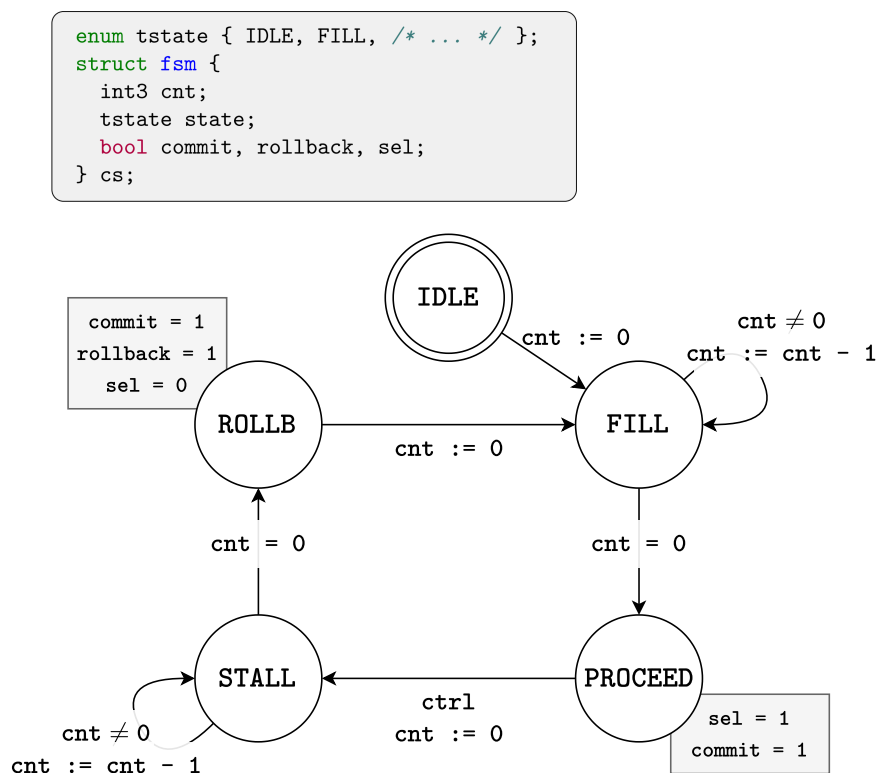 enum tstate { IDLE, FILL, /* ... */ };
struct fsm {
int3 cnt;
tstate state;
bool commit, rollback, sel;
} cs;
IDLE
cnt := 0
cnt ≠ 0
cnt := cnt - 1
commit = 1
rollback = 1
sel = 0
ROLLB
cnt := 0
FILL
cnt = 0
cnt = 0
STALL
ctrl
cnt := 0
PROCEED
sel = 1
commit = 1
cnt ≠ 0
cnt := cnt - 1